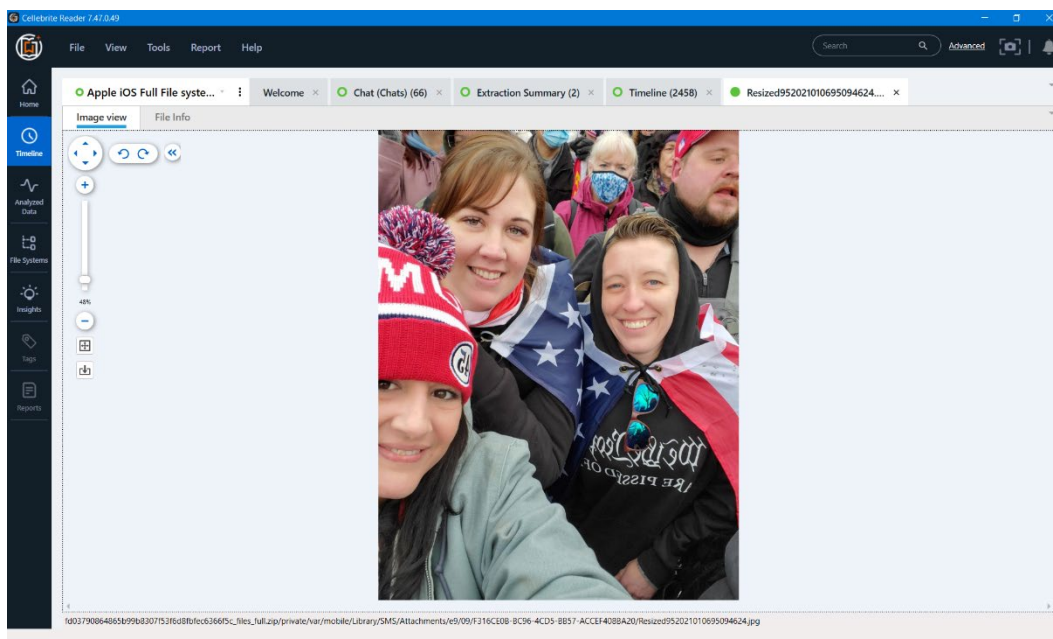 Cellebrite Reader 7.47.0.49
File View Tools Report Help
Search
Advanced
Home
Apple iOS Full File syste...
Welcome
Chat (Chats) (66)
Extraction Summary (2)
Timeline (2458)
Resized952021010695094624....
Image view
File Info
Timeline
Analyzed
Data
File Systems
Insights
Tags
Reports
48%
45
We the People
ARE PISSED OF
fd03790864865b99b8307f53f6d8fbfec6366f5c_files_full.zip/private/var/mobile/Library/SMS/Attachments/e9/09/F316CE0B-BC96-4CD5-BB57-ACCEF408BA20/Resized952021010695094624.jpg